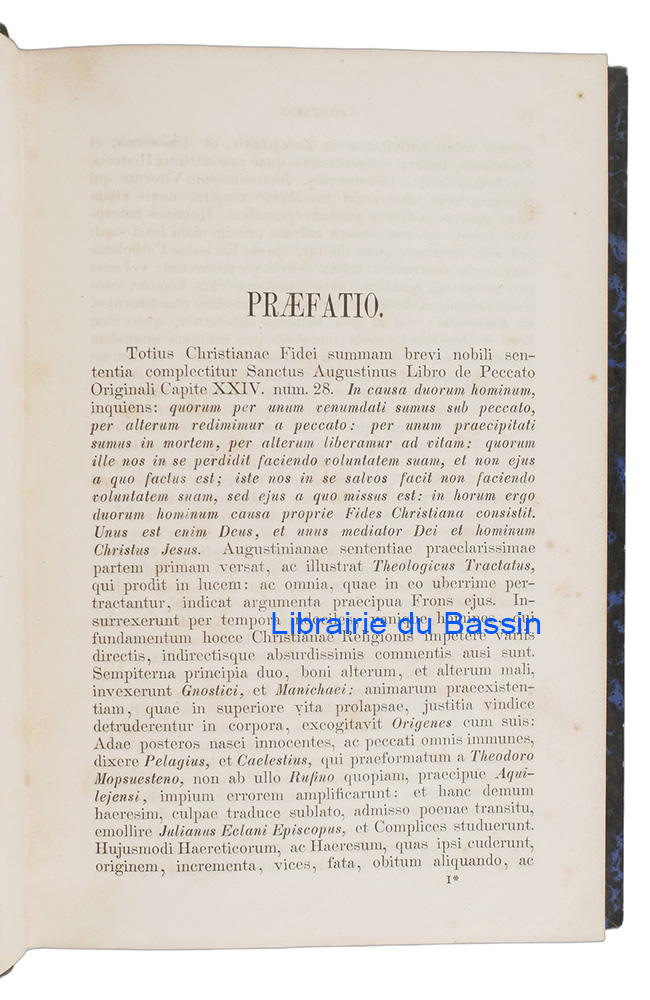 PRÆFATIO.
Totius Christianae Fidei summam brevi nobili sen-
tentia complectitur Sanctus Augustinus Libro de Peccato
Originali Capite XXIV. num. 28. In causa duorum hominum,
inquiens: quorum per unum venumdati sumus sub peccato,
per alterum redimimur a peccato: per unum praecipitati
sumus in mortem, per alterum liberamur ad vitam: quorum
ille nos in se perdidit faciendo voluntatem suam, et non ejus
a quo factus est; iste nos in se salvos facit non faciendo
voluntatem suam, sed ejus a quo missus est: in horum ergo
duorum hominum causa proprie Fides Christiana consistit.
Unus est enim Deus, et unus mediator Dei et hominum
Christus Jesus. Augustinianae sententiae praeclarissimae
partem primam versat, ac illustrat Theologicus Tractatus,
qui prodit in lucem: ac omnia, quae in eo uberrime per-
tractantur, indicat argumenta praecipua Frons ejus. In-
surrexerunt per tempora qui
Librairie du Bassin
fundamentum hocce Christianae Religionis impetere variis
directis, indirectisque absurdissimis commentis ausi sunt.
Sempiterna principia duo, boni alterum, et alterum mali,
invexerunt Gnostici, et Manichaei: animarum praeexisten-
tiam, quae in superiore vita prolapsae, justitia vindice
detruderentur in corpora, excogitavit Origenes cum suis:
Adae posteros nasci innocentes, ac peccati omnis immunes,
dixere Pelagius, et Caelestius, qui praeformatum a Theodoro
Mopsuesteno, non ab ullo Rufino quopiam, praecipue Aqui-
lejensi, impium errorem amplificarunt: et hanc demum
haeresim, culpae traduce sublato, admisso poenae transitu,
emollire Julianus Eclani Episcopus, et Complices studuerunt.
Hujusmodi Haereticorum, ac Haeresum, quas ipsi cuderunt,
originem, incrementa, vices, fata, obitum aliquando, ac
I*